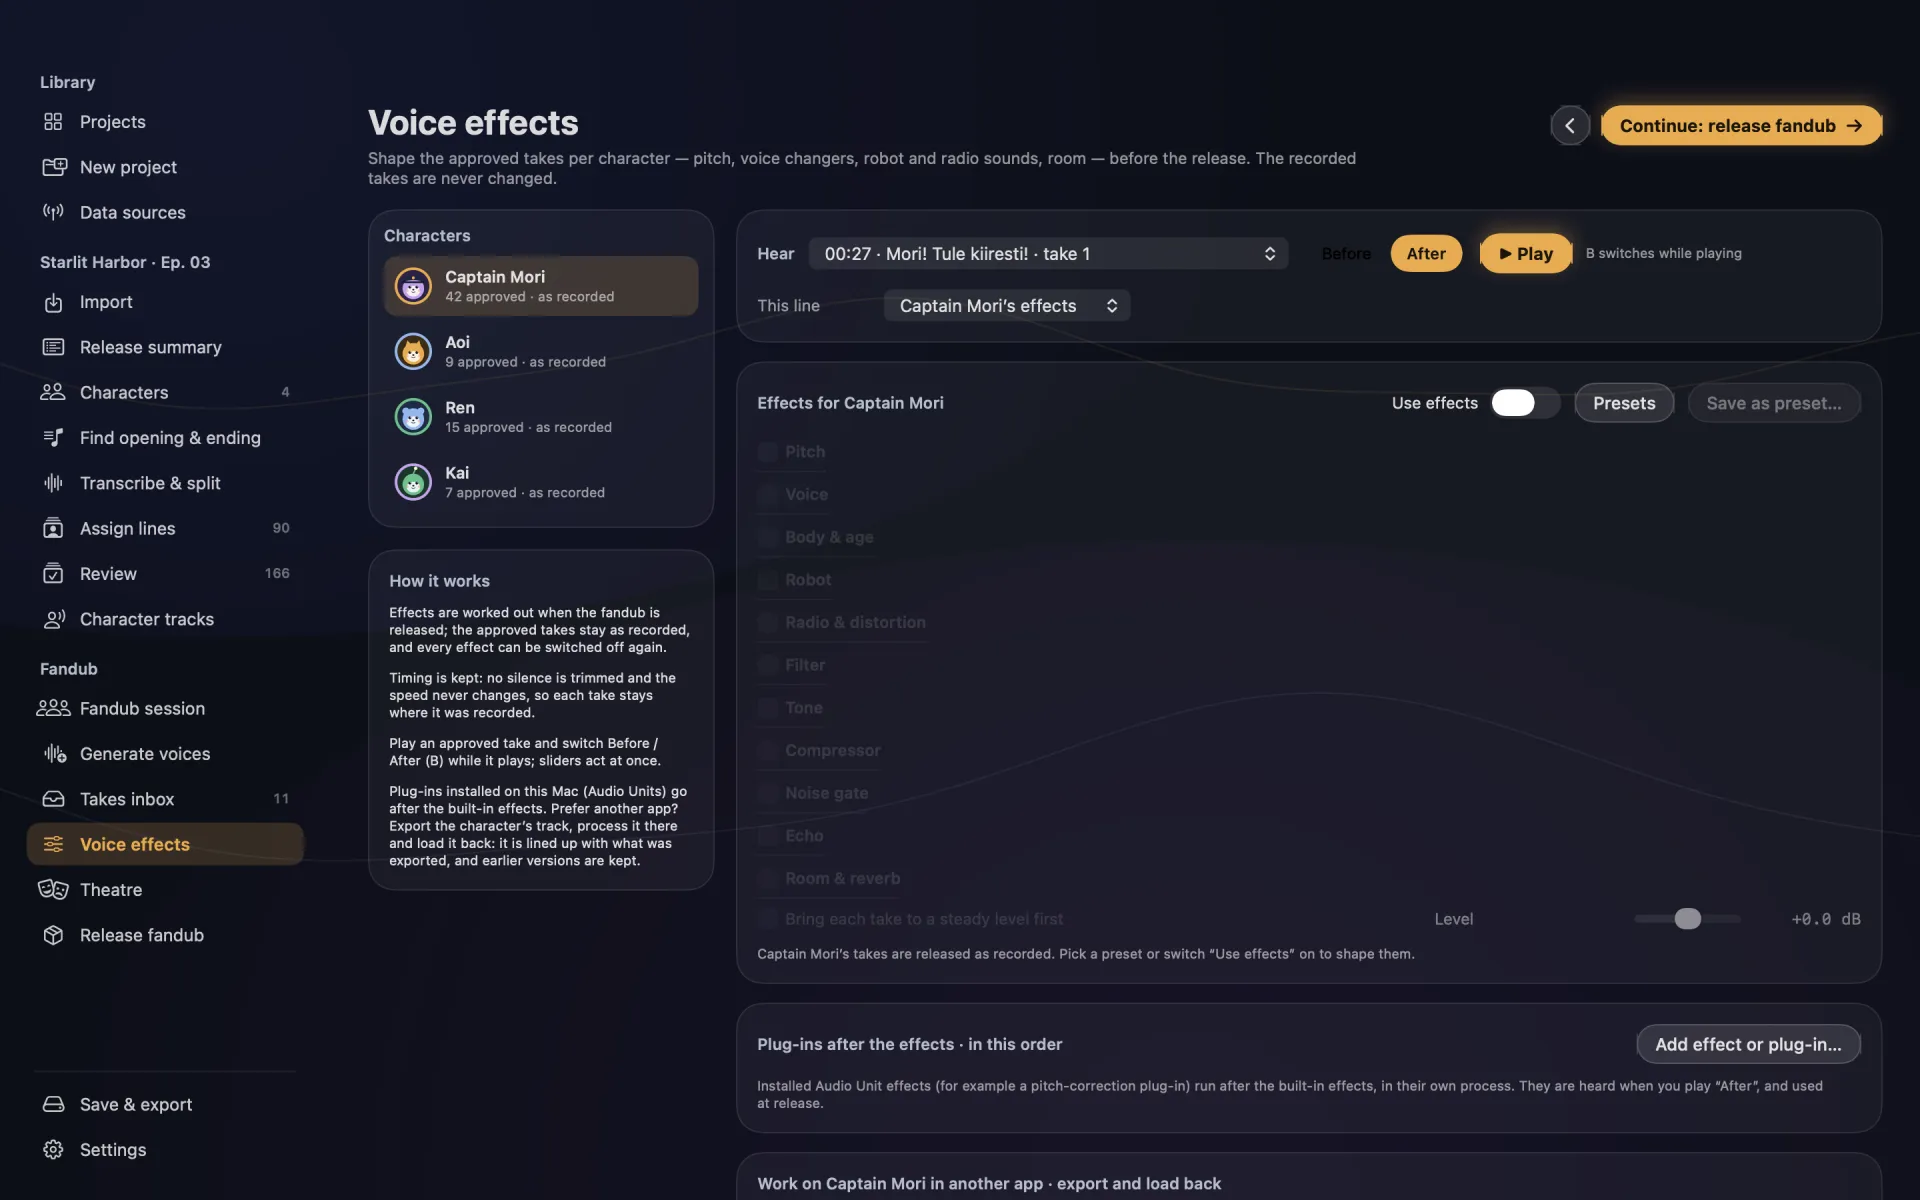 Library
Projects
New project
Data sources
Starlit Harbor · Ep. 03
Import
Release summary
Characters 4
Find opening & ending
Transcribe & split
Assign lines 90
Review 166
Character tracks
Fandub
Fandub session
Generate voices
Takes inbox 11
Voice effects
Theatre
Release fandub
Save & export
Settings
Voice effects
Shape the approved takes per character — pitch, voice changers, robot and radio sounds, room — before the release. The recorded
takes are never changed.
Continue: release fandub
Characters
Captain Mori
42 approved · as recorded
Aoi
9 approved · as recorded
Ren
15 approved · as recorded
Kai
7 approved · as recorded
How it works
Effects are worked out when the fandub is
released; the approved takes stay as recorded,
and every effect can be switched off again.
Timing is kept: no silence is trimmed and the
speed never changes, so each take stays
where it was recorded.
Play an approved take and switch Before /
After (B) while it plays; sliders act at once.
Plug-ins installed on this Mac (Audio Units) go
after the built-in effects. Prefer another app?
Export the character’s track, process it there
and load it back: it is lined up with what was
exported, and earlier versions are kept.
Hear 00:27 · Mori! Tule kiiresti! · take 1 Before After Play B switches while playing
This line Captain Mori’s effects
Effects for Captain Mori Use effects Presets Save as preset...
Pitch
Voice
Body & age
Robot
Radio & distortion
Filter
Tone
Compressor
Noise gate
Echo
Room & reverb
Bring each take to a steady level first Level +0.0 dB
Captain Mori’s takes are released as recorded. Pick a preset or switch “Use effects” on to shape them.
Plug-ins after the effects · in this order Add effect or plug-in...
Installed Audio Unit effects (for example a pitch-correction plug-in) run after the built-in effects, in their own process. They are heard when you play “After”, and used
at release.
Work on Captain Mori in another app · export and load back